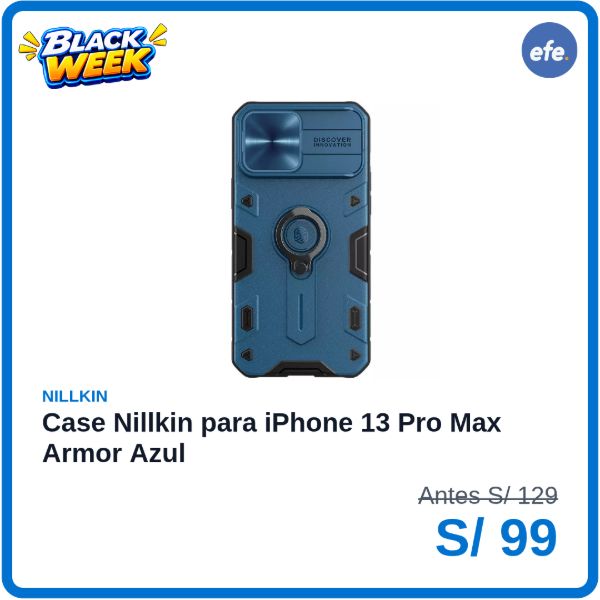 BLACK
WEEK
efe.
DISCOVER
INNOVATION
NILLKIN
Case Nillkin para iPhone 13 Pro Max
Armor Azul
Antes S/ 129
S/ 99